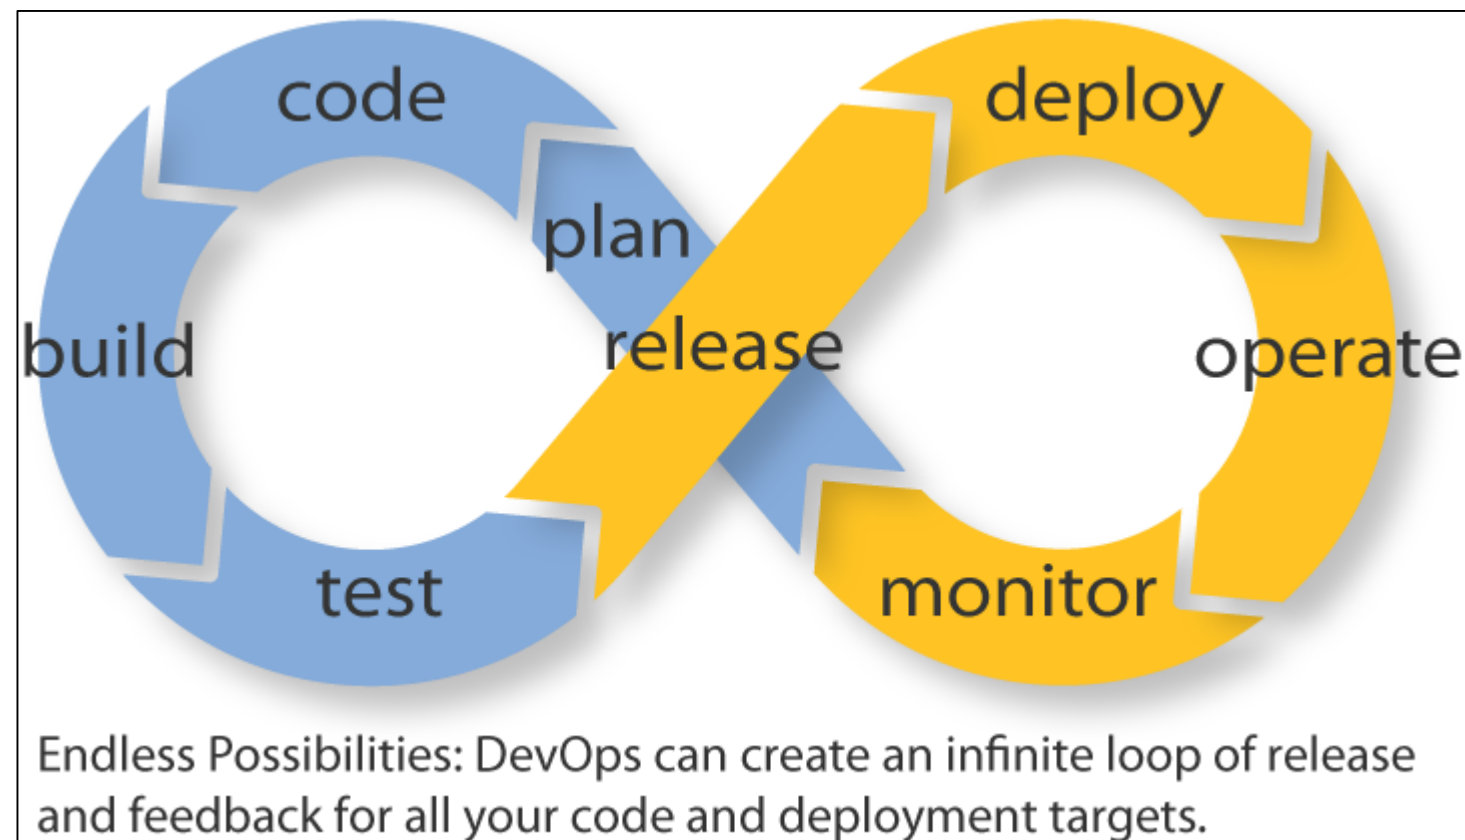 code
deploy
plan
build
release
operate
test
monitor
Endless Possibilities: DevOps can create an infinite loop of release
and feedback for all your code and deployment targets.